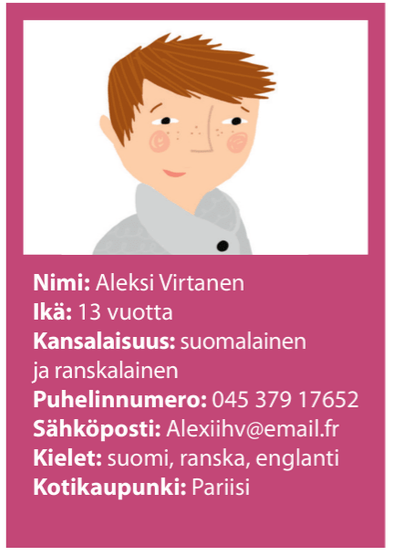 Nimi: Aleksi Virtanen
Ikä: 13 vuotta
Kansalaisuus: suomalainen
ja ranskalainen
Puhelinnumero: 045 379 17652
Sähköposti: Alexiihv@email.fr
Kielet: suomi, ranska, englanti
Kotikaupunki: Pariisi